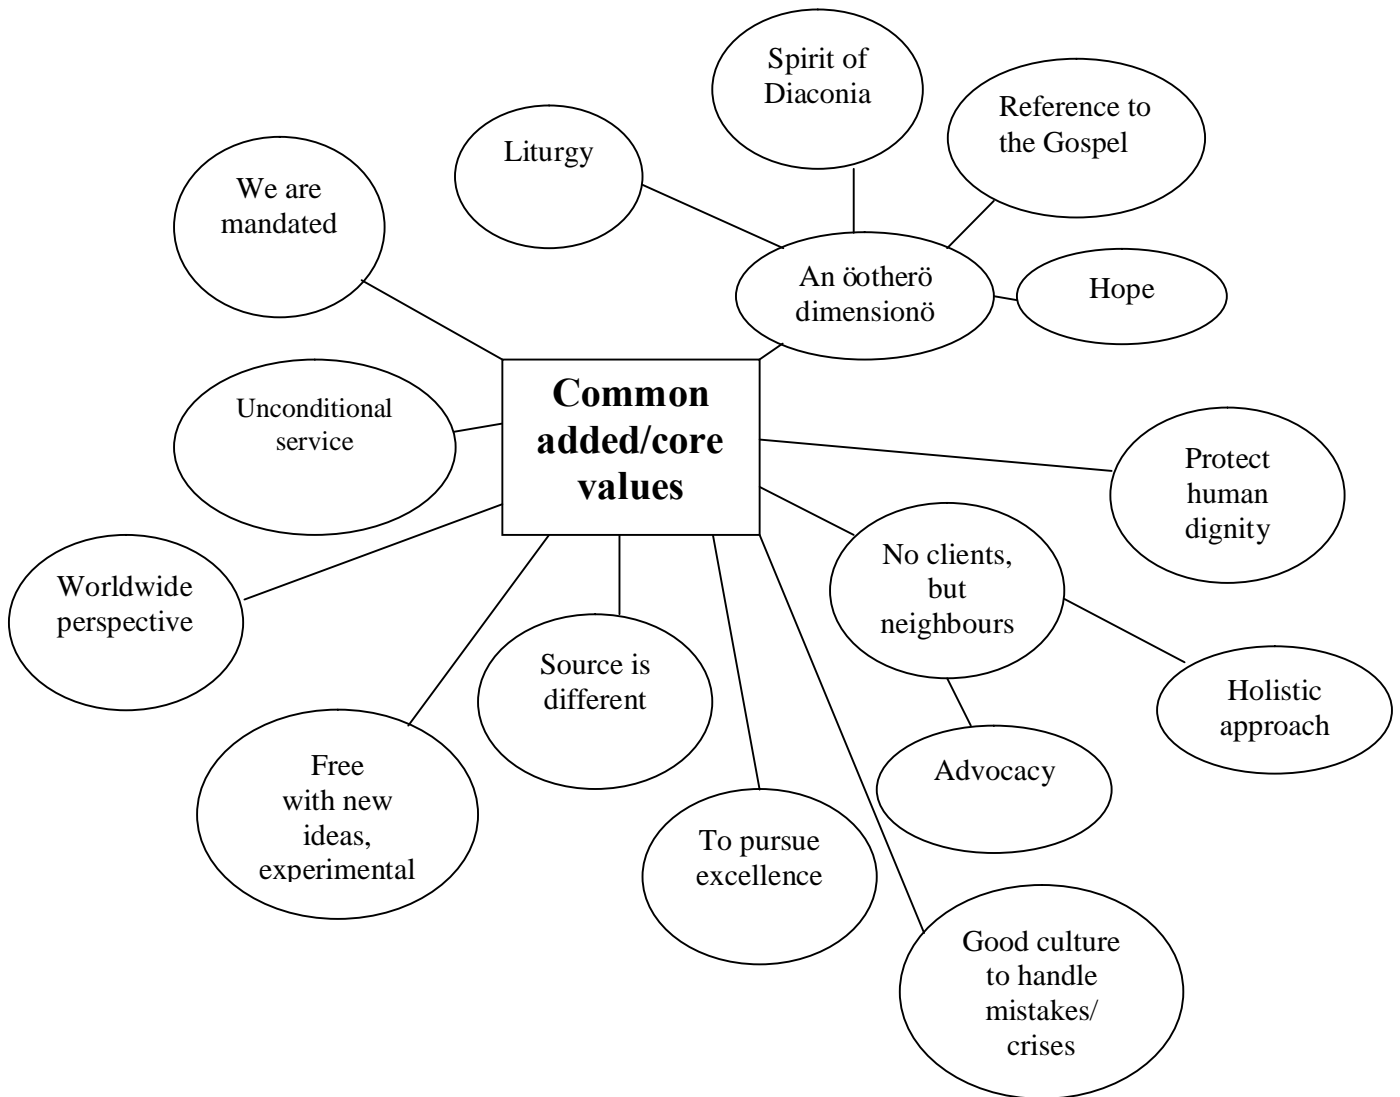 Spirit of
Diaconia
Reference to
the Gospel
Liturgy
We are
mandated
An öotherö
dimensionö
Hope
Common
added/core
values
Unconditional
service
Protect
human
dignity
No clients,
but
neighbours
Worldwide
perspective
Source is
different
Holistic
approach
Free
with new
ideas,
experimental
Advocacy
To pursue
excellence
Good culture
to handle
mistakes/
crises